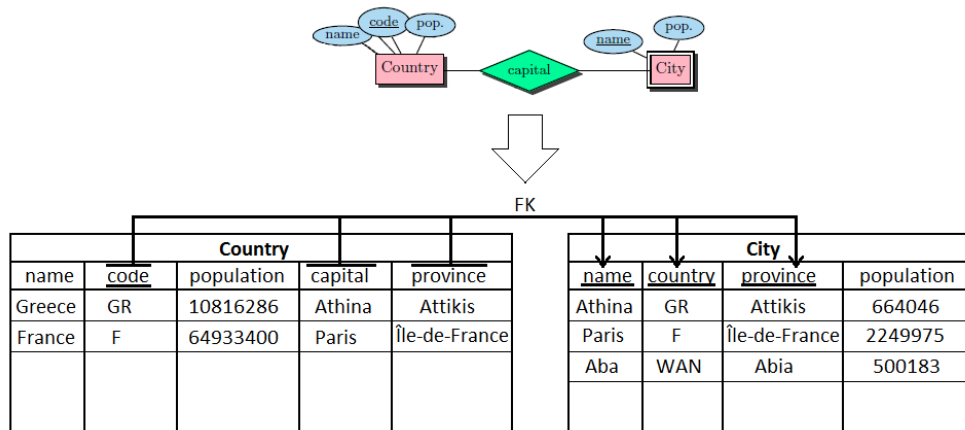 name code pop.
name pop.
Country capital City
FK
Country
name code population capital province
Greece GR 10816286 Athina Attikis
France F 64933400 Paris Île-de-France
City
name country province population
Athina GR Attikis 664046
Paris F Île-de-France 2249975
Aba WAN Abia 500183